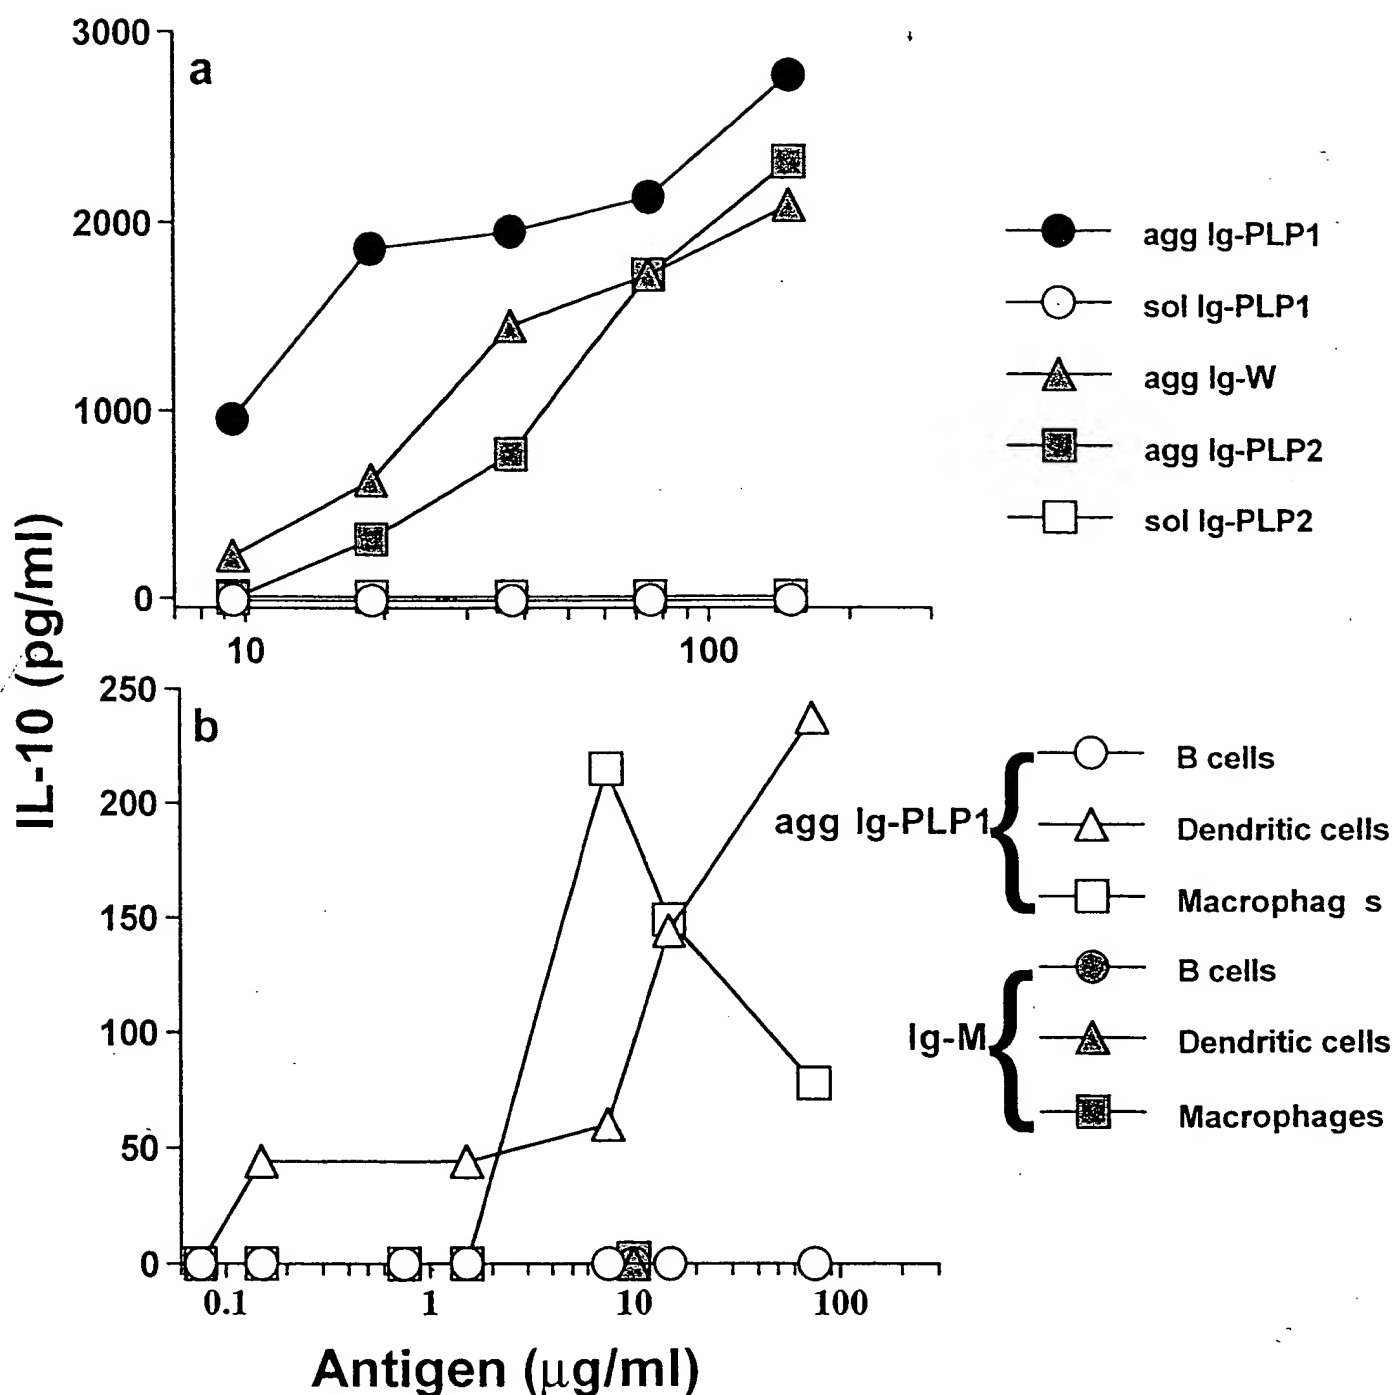 3000
a
2000
1000
0
10
100
agg Ig-PLP1
sol Ig-PLP1
agg Ig-W
agg Ig-PLP2
sol Ig-PLP2
IL-10 (pg/ml)
250
b
200
150
100
50
0
0.1
1
10
100
agg Ig-PLP1
B cells
Dendritic cells
Macrophag s
Ig-M
B cells
Dendritic cells
Macrophages
Antigen (μg/ml)